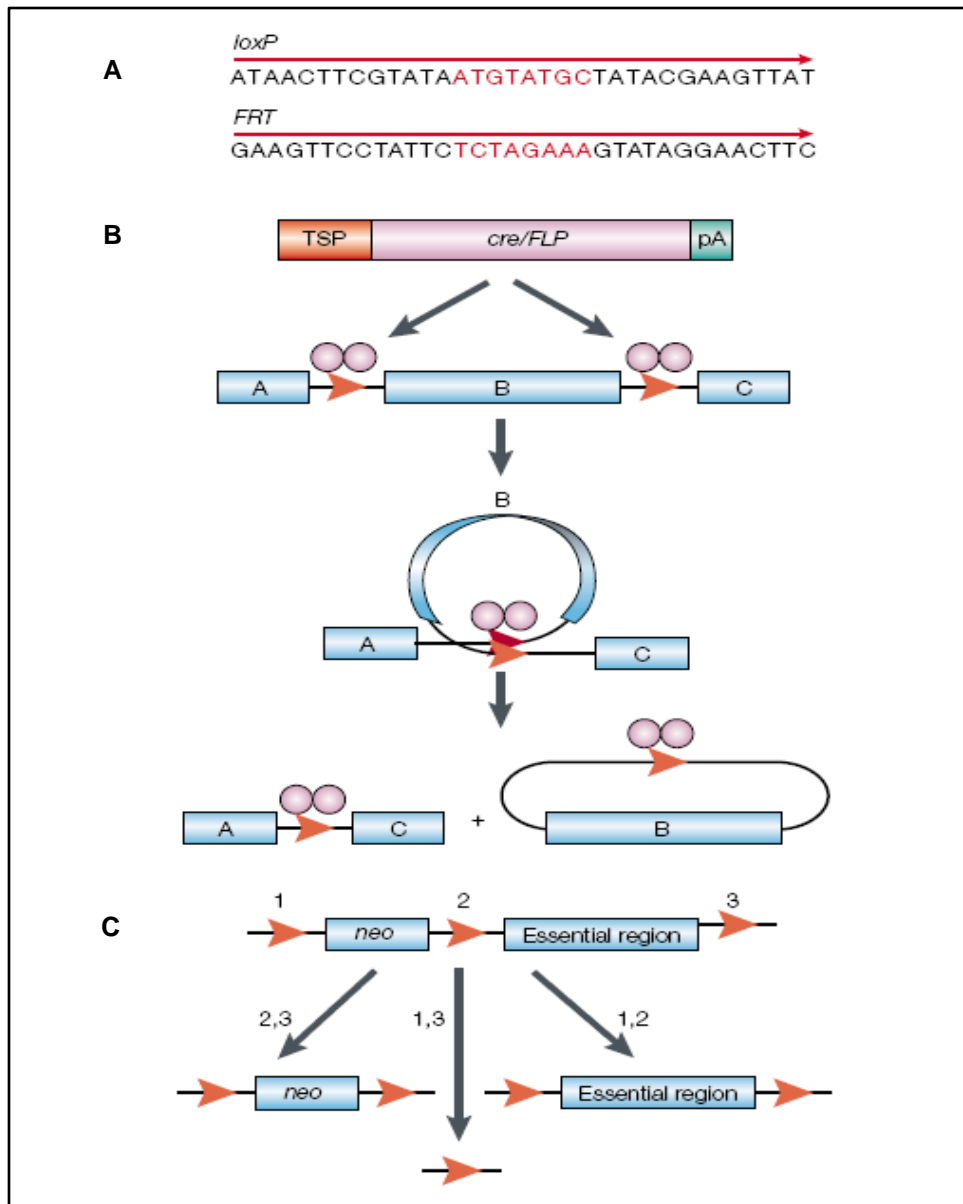 A
loxP
ATAACTTCGTATAATGTATGCTATACGAAGTTAT
FRT
GAAGTTCCTATTCTCTAGAAAGTATAGGAACTTC
B
TSP cre/FLP pA
A B C
B
A C
A C + B
C
1 2 3
neo Essential region
2,3 1,3 1,2
neo Essential region